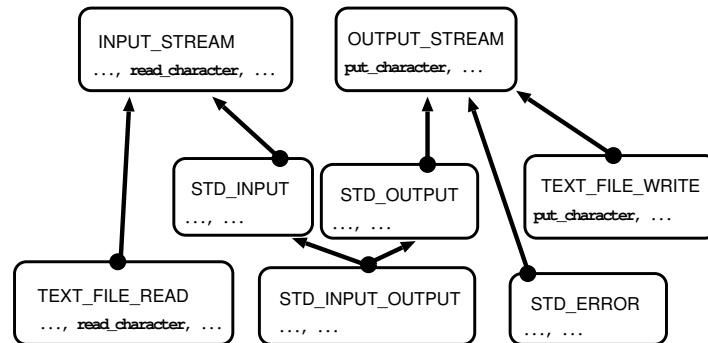 INPUT_STREAM
..., read_character, ...
OUTPUT_STREAM
put_character, ...
STD_INPUT
..., ...
STD_OUTPUT
..., ...
TEXT_FILE_WRITE
put_character, ...
TEXT_FILE_READ
..., read_character, ...
STD_INPUT_OUTPUT
..., ...
STD_ERROR
..., ...